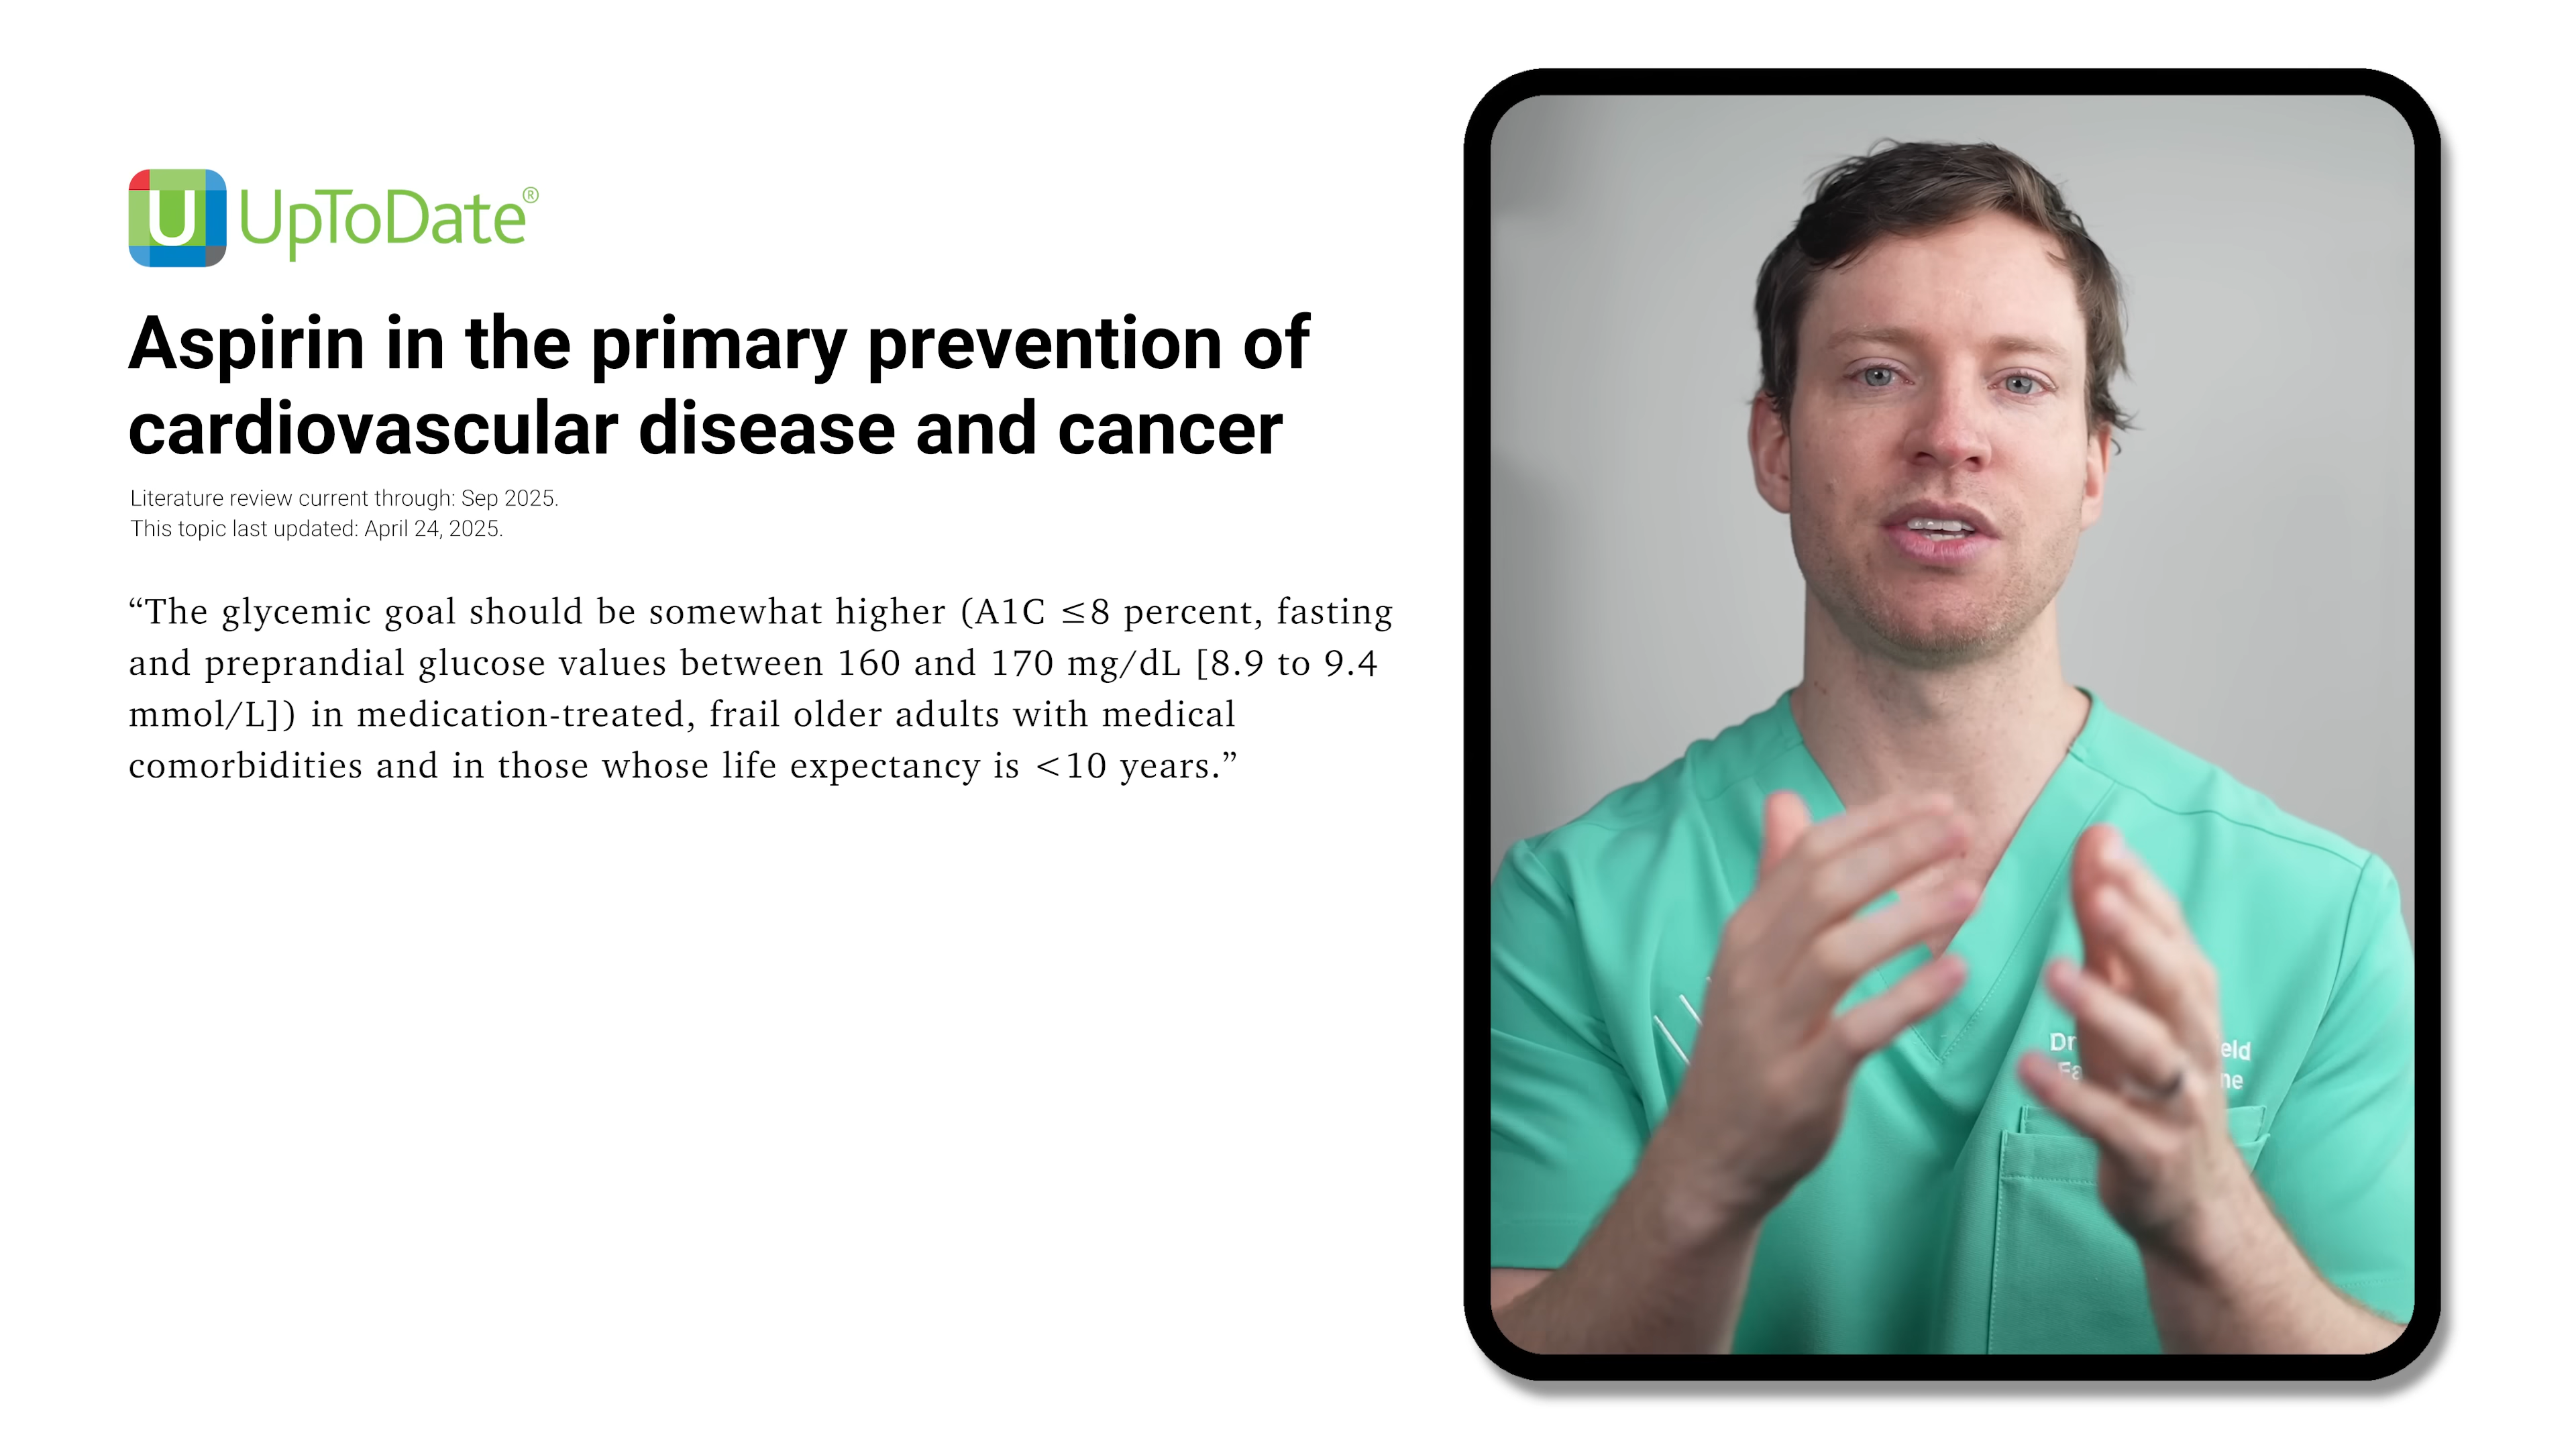 U UpToDate®
Aspirin in the primary prevention of
cardiovascular disease and cancer
Literature review current through: Sep 2025.
This topic last updated: April 24, 2025.
“The glycemic goal should be somewhat higher (A1C ≤8 percent, fasting
and preprandial glucose values between 160 and 170 mg/dL [8.9 to 9.4
mmol/L]) in medication-treated, frail older adults with medical
comorbidities and in those whose life expectancy is <10 years.”
Dr